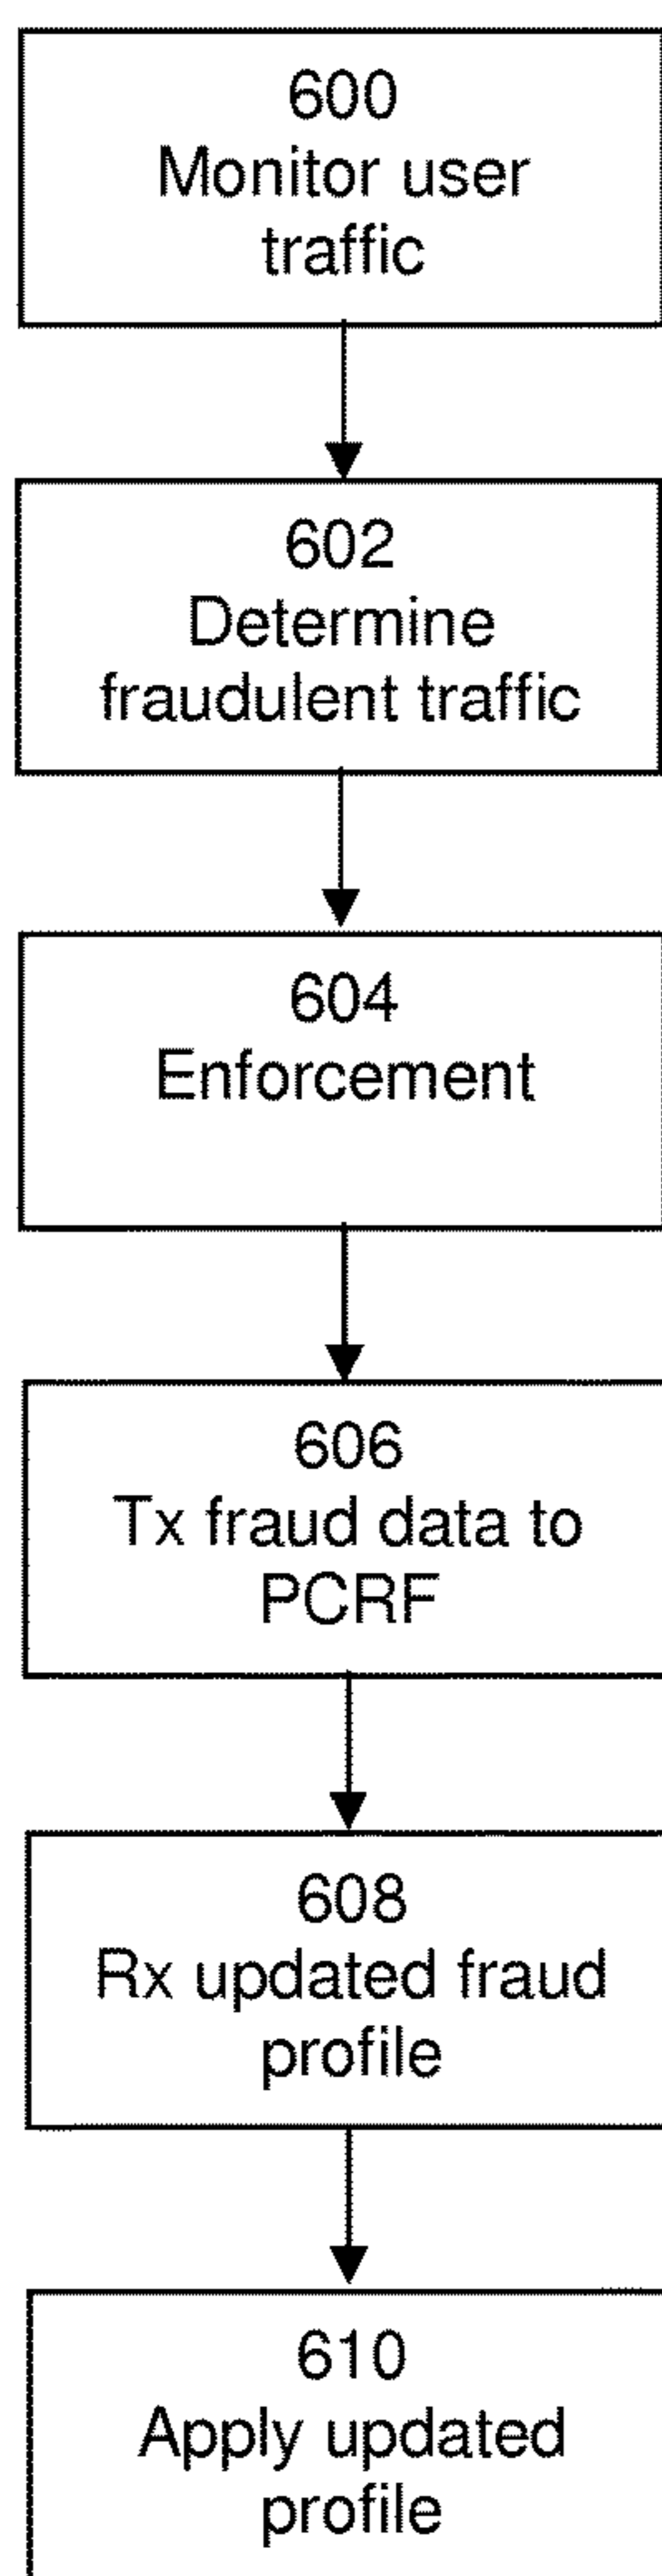 600
Monitor user
traffic
602
Determine
fraudulent traffic
604
Enforcement
606
Tx fraud data to
PCRF
608
Rx updated fraud
profile
610
Apply updated
profile